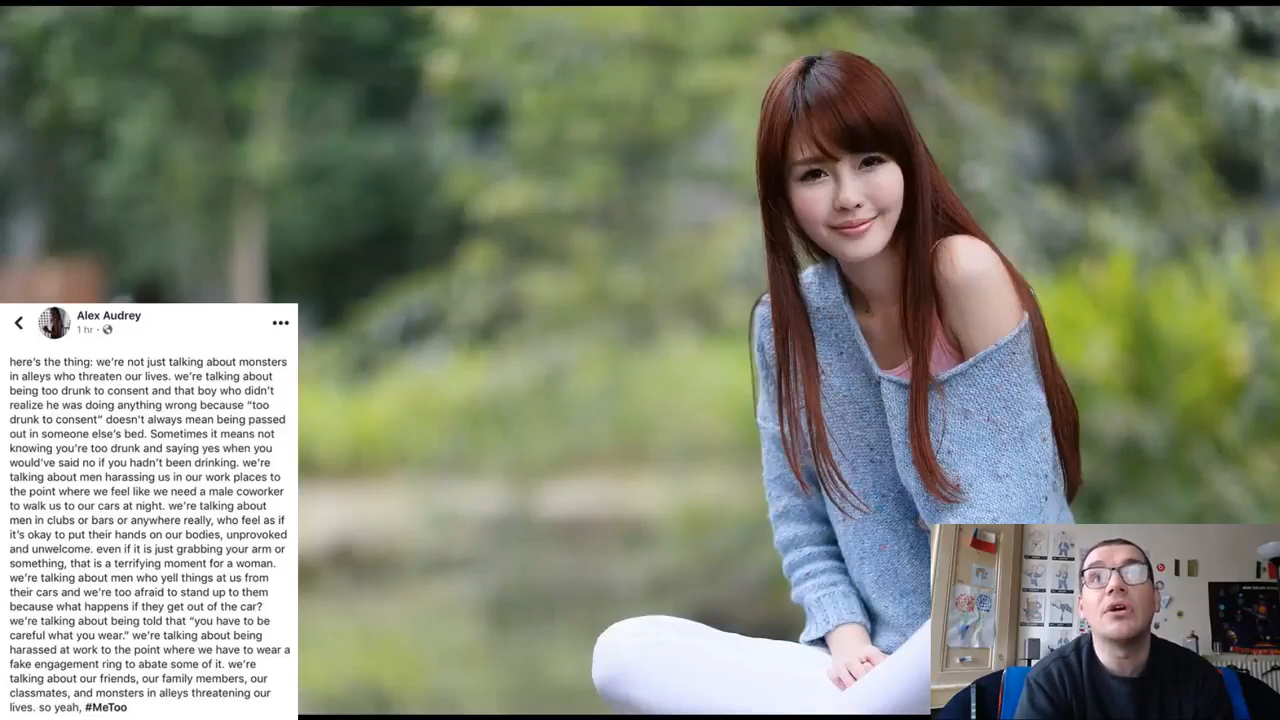 Alex Audrey
1 hr ·
here's the thing: we're not just talking about monsters
in alleys who threaten our lives. we're talking about
being too drunk to consent and that boy who didn't
realize he was doing anything wrong because “too
drunk to consent” doesn't always mean being passed
out in someone else's bed. Sometimes it means not
knowing you're too drunk and saying yes when you
would've said no if you hadn't been drinking. we're
talking about men harassing us in our work places to
the point where we feel like we need a male coworker
to walk us to our cars at night. we're talking about
men in clubs or bars or anywhere really, who feel as if
it's okay to put their hands on our bodies, unprovoked
and unwelcome. even if it is just grabbing your arm or
something, that is a terrifying moment for a woman.
we're talking about men who yell things at us from
their cars and we're too afraid to stand up to them
because what happens if they get out of the car?
we're talking about being told that “you have to be
careful what you wear.” we're talking about being
harassed at work to the point where we have to wear a
fake engagement ring to abate some of it. we're
talking about our friends, our family members, our
classmates, and monsters in alleys threatening our
lives. so yeah, #MeToo